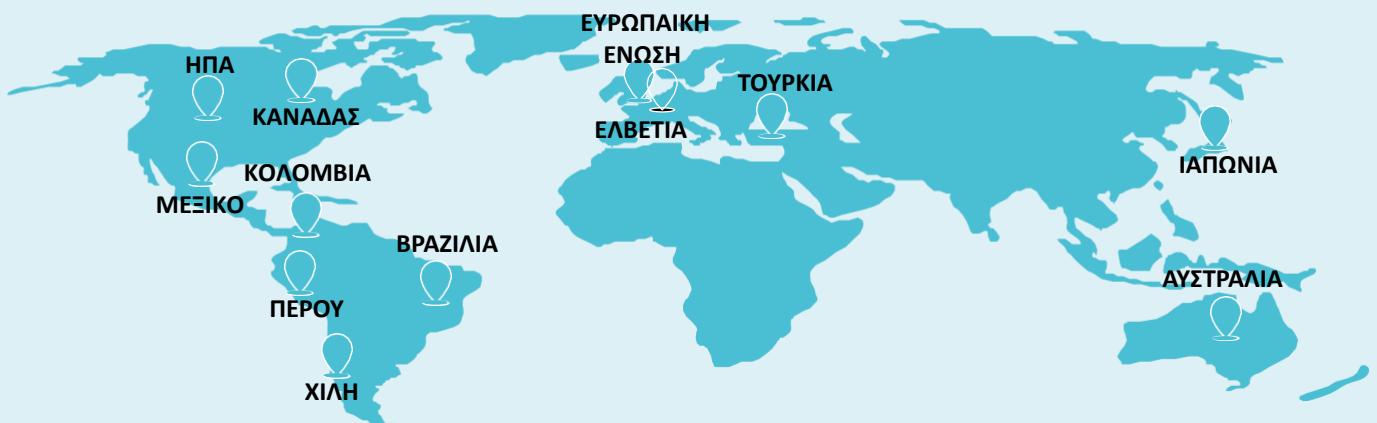 ΕΥΡΩΠΑΙΚΗ
ΕΝΩΣΗ
ΗΠΑ
ΤΟΥΡΚΙΑ
ΚΑΝΑΔΑΣ
ΕΛΒΕΤΙΑ
ΙΑΠΩΝΙΑ
ΚΟΛΟΜΒΙΑ
ΜΕΞΙΚΟ
ΒΡΑΖΙΛΙΑ
ΑΥΣΤΡΑΛΙΑ
ΠΕΡΟΥ
ΧΙΛΗ